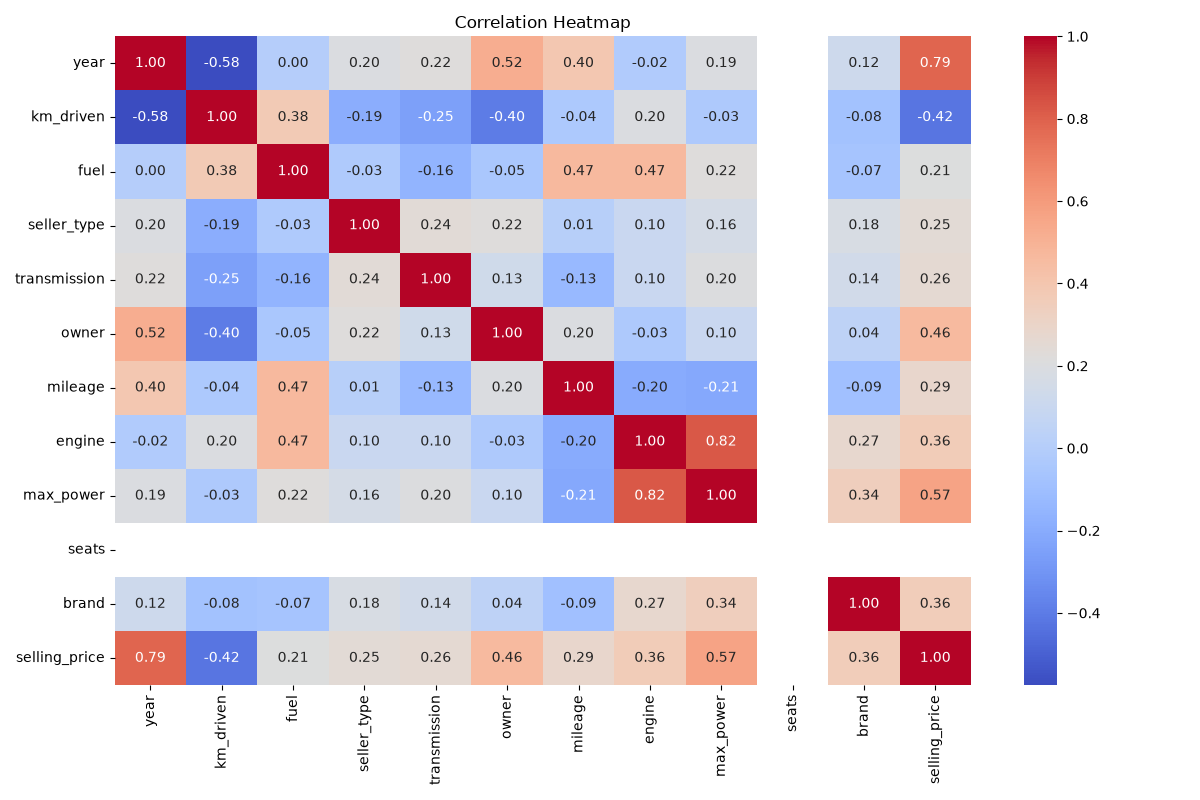 Correlation Heatmap
year 1.00 -0.58 0.00 0.20 0.22 0.52 0.40 -0.02 0.19 0.12 0.79
km_driven -0.58 1.00 0.38 -0.19 -0.25 -0.40 -0.04 0.20 -0.03 -0.08 -0.42
fuel 0.00 0.38 1.00 -0.03 -0.16 -0.05 0.47 0.47 0.22 -0.07 0.21
seller_type 0.20 -0.19 -0.03 1.00 0.24 0.22 0.01 0.10 0.16 0.18 0.25
transmission 0.22 -0.25 -0.16 0.24 1.00 0.13 -0.13 0.10 0.20 0.14 0.26
owner 0.52 -0.40 -0.05 0.22 0.13 1.00 0.20 -0.03 0.10 0.04 0.46
mileage 0.40 -0.04 0.47 0.01 -0.13 0.20 1.00 -0.20 -0.21 -0.09 0.29
engine -0.02 0.20 0.47 0.10 0.10 -0.03 -0.20 1.00 0.82 0.27 0.36
max_power 0.19 -0.03 0.22 0.16 0.20 0.10 -0.21 0.82 1.00 0.34 0.57
seats
brand 0.12 -0.08 -0.07 0.18 0.14 0.04 -0.09 0.27 0.34 1.00 0.36
selling_price 0.79 -0.42 0.21 0.25 0.26 0.46 0.29 0.36 0.57 0.36 1.00
year km_driven fuel seller_type transmission owner mileage engine max_power seats brand selling_price
1.0
0.8
0.6
0.4
0.2
0.0
−0.2
−0.4